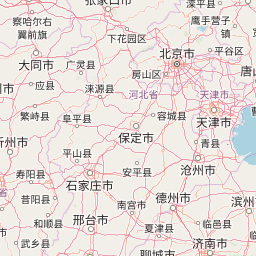 张家口市
滦平县
察哈尔右
翼前旗
下花园区
鹰手营子
矿区
北京市
平谷区
大同市
广灵县
房山区
唐山
河北省
涞源县
天津市
容城县
天津市
繁峙县
阜平县
保定市
忻州市
青县
平山县
沧州市
安平县
寿阳县
石家庄市
昔阳县
德州市
滨州
南宫市
和顺县
邢台市
临邑县
夏津县
武乡县
聊城市
济南市